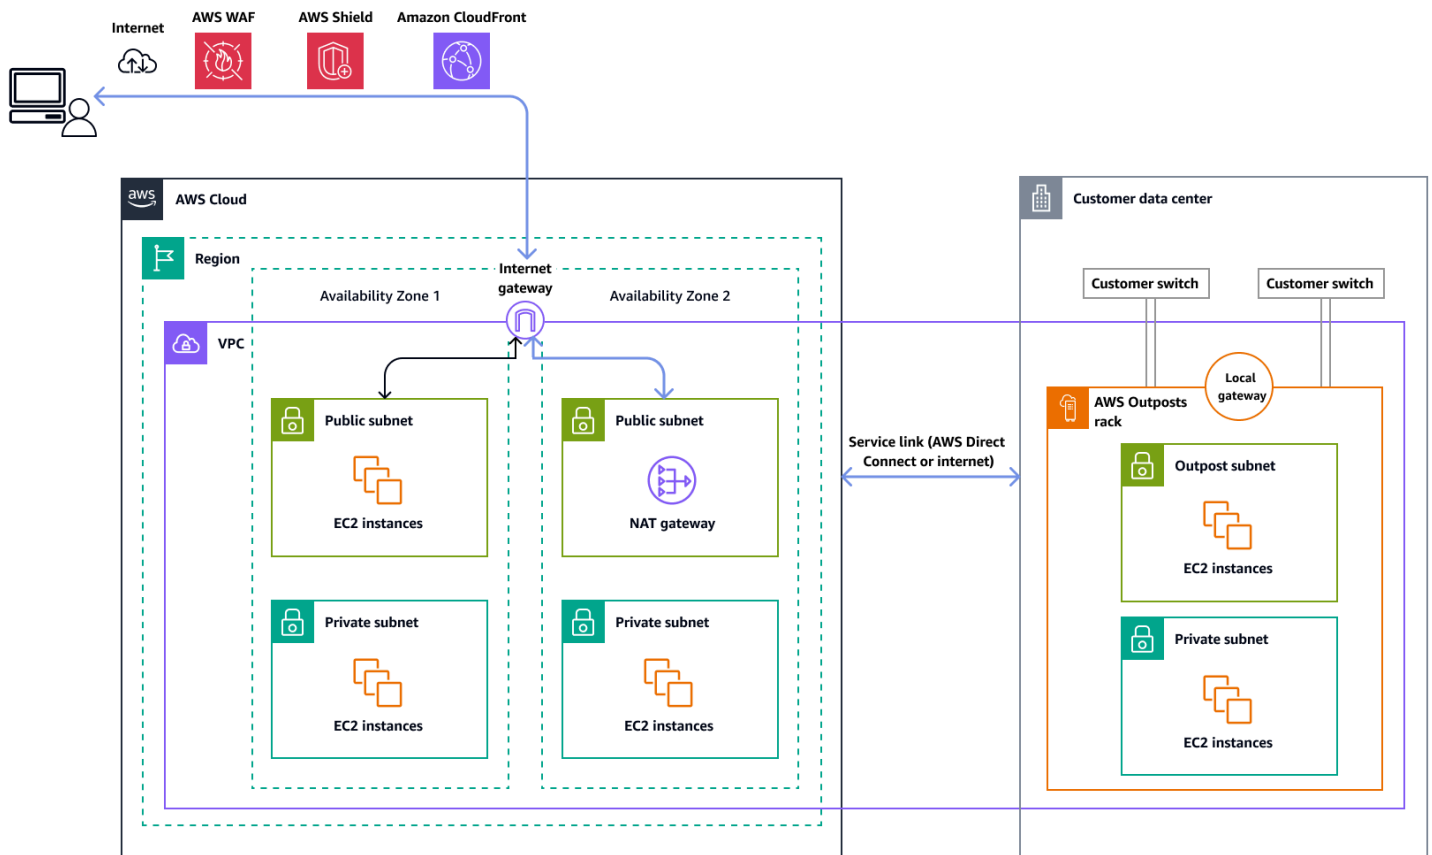 Internet
AWS WAF
AWS Shield
Amazon CloudFront
aws
AWS Cloud
Region
Availability Zone 1
Internet
gateway
Availability Zone 2
VPC
Public subnet
EC2 instances
Public subnet
NAT gateway
Private subnet
EC2 instances
Private subnet
EC2 instances
Service link (AWS Direct
Connect or internet)
Customer data center
Customer switch
Customer switch
Local
gateway
AWS Outposts
rack
Outpost subnet
EC2 instances
Private subnet
EC2 instances